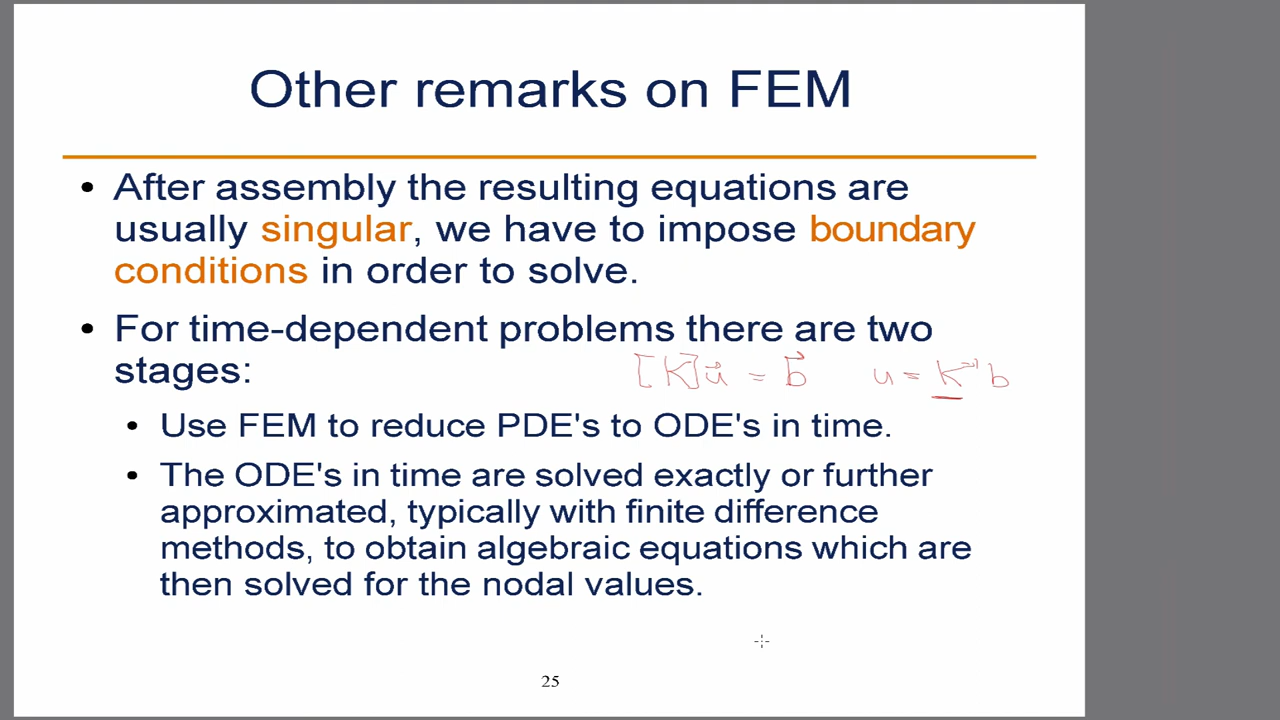 Other remarks on FEM
• After assembly the resulting equations are
usually singular, we have to impose boundary
conditions in order to solve.
• For time-dependent problems there are two
stages:
[K]u⃗ = b⃗ u = K⁻¹ b
• Use FEM to reduce PDE's to ODE's in time.
• The ODE's in time are solved exactly or further
approximated, typically with finite difference
methods, to obtain algebraic equations which are
then solved for the nodal values.
25